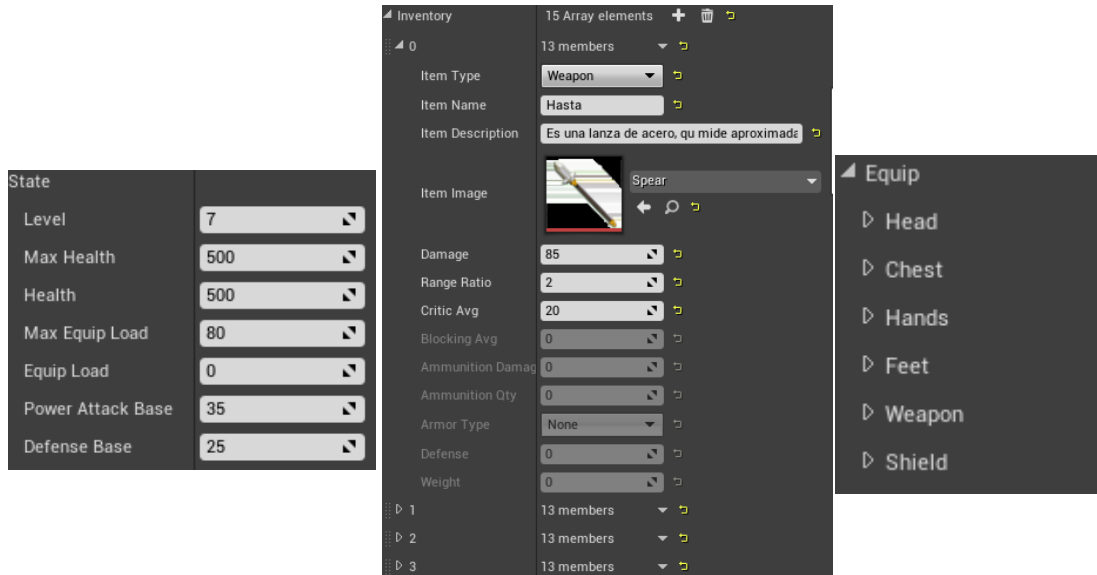 State
Level 7
Max Health 500
Health 500
Max Equip Load 80
Equip Load 0
Power Attack Base 35
Defense Base 25
Inventory 15 Array elements
0 13 members
Item Type Weapon
Item Name Hasta
Item Description Es una lanza de acero, qu mide aproximada
Item Image Spear
Damage 85
Range Ratio 2
Critic Avg 20
Blocking Avg 0
Ammunition Damag 0
Ammunition Qty 0
Armor Type None
Defense 0
Weight 0
1 13 members
2 13 members
3 13 members
Equip
Head
Chest
Hands
Feet
Weapon
Shield